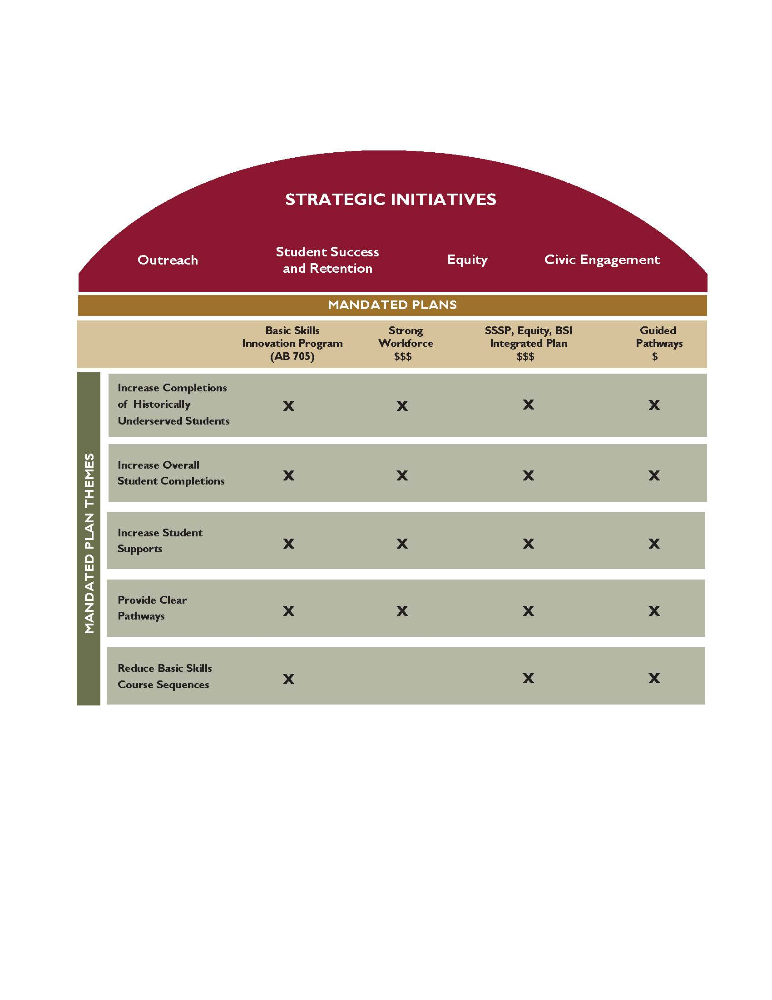 STRATEGIC INITIATIVES
Outreach
Student Success
and Retention
Equity
Civic Engagement
MANDATED PLANS
Basic Skills
Innovation Program
(AB 705)
Strong
Workforce
$$$
SSSP, Equity, BSI
Integrated Plan
$$$
Guided
Pathways
$
MANDATED PLAN THEMES
Increase Completions
of Historically
Underserved Students
X X X X
Increase Overall
Student Completions
X X X X
Increase Student
Supports
X X X X
Provide Clear
Pathways
X X X X
Reduce Basic Skills
Course Sequences
X X X